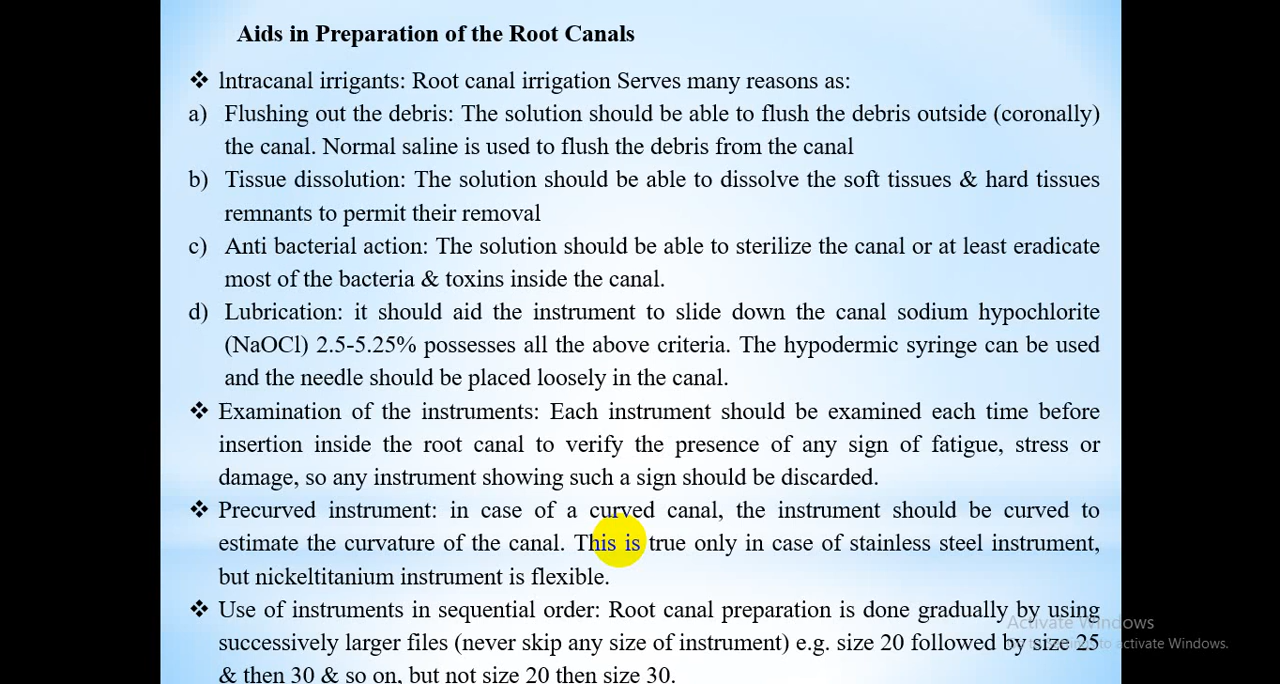 Aids in Preparation of the Root Canals
❖ lntracanal irrigants: Root canal irrigation Serves many reasons as:
a) Flushing out the debris: The solution should be able to flush the debris outside (coronally)
the canal. Normal saline is used to flush the debris from the canal
b) Tissue dissolution: The solution should be able to dissolve the soft tissues & hard tissues
remnants to permit their removal
c) Anti bacterial action: The solution should be able to sterilize the canal or at least eradicate
most of the bacteria & toxins inside the canal.
d) Lubrication: it should aid the instrument to slide down the canal sodium hypochlorite
(NaOCl) 2.5-5.25% possesses all the above criteria. The hypodermic syringe can be used
and the needle should be placed loosely in the canal.
❖ Examination of the instruments: Each instrument should be examined each time before
insertion inside the root canal to verify the presence of any sign of fatigue, stress or
damage, so any instrument showing such a sign should be discarded.
❖ Precurved instrument: in case of a curved canal, the instrument should be curved to
estimate the curvature of the canal. This is true only in case of stainless steel instrument,
but nickeltitanium instrument is flexible.
❖ Use of instruments in sequential order: Root canal preparation is done gradually by using
successively larger files (never skip any size of instrument) e.g. size 20 followed by size 25
& then 30 & so on, but not size 20 then size 30.
Activate Windows
to activate Windows.